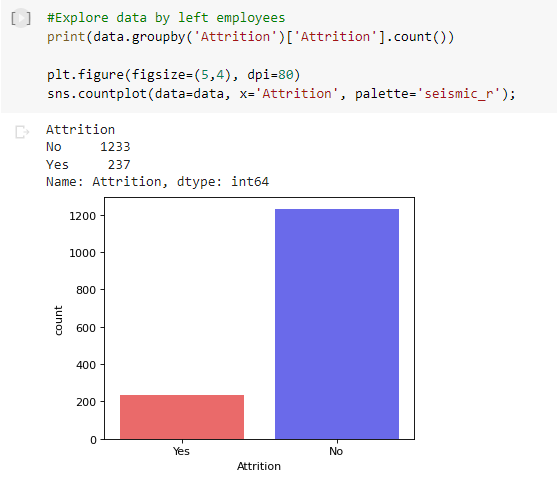 [ ] #Explore data by left employees
print(data.groupby('Attrition')['Attrition'].count())
plt.figure(figsize=(5,4), dpi=80)
sns.countplot(data=data, x='Attrition', palette='seismic_r');
Attrition
No 1233
Yes 237
Name: Attrition, dtype: int64
1200
1000
800
600
400
200
0
count
Yes No
Attrition